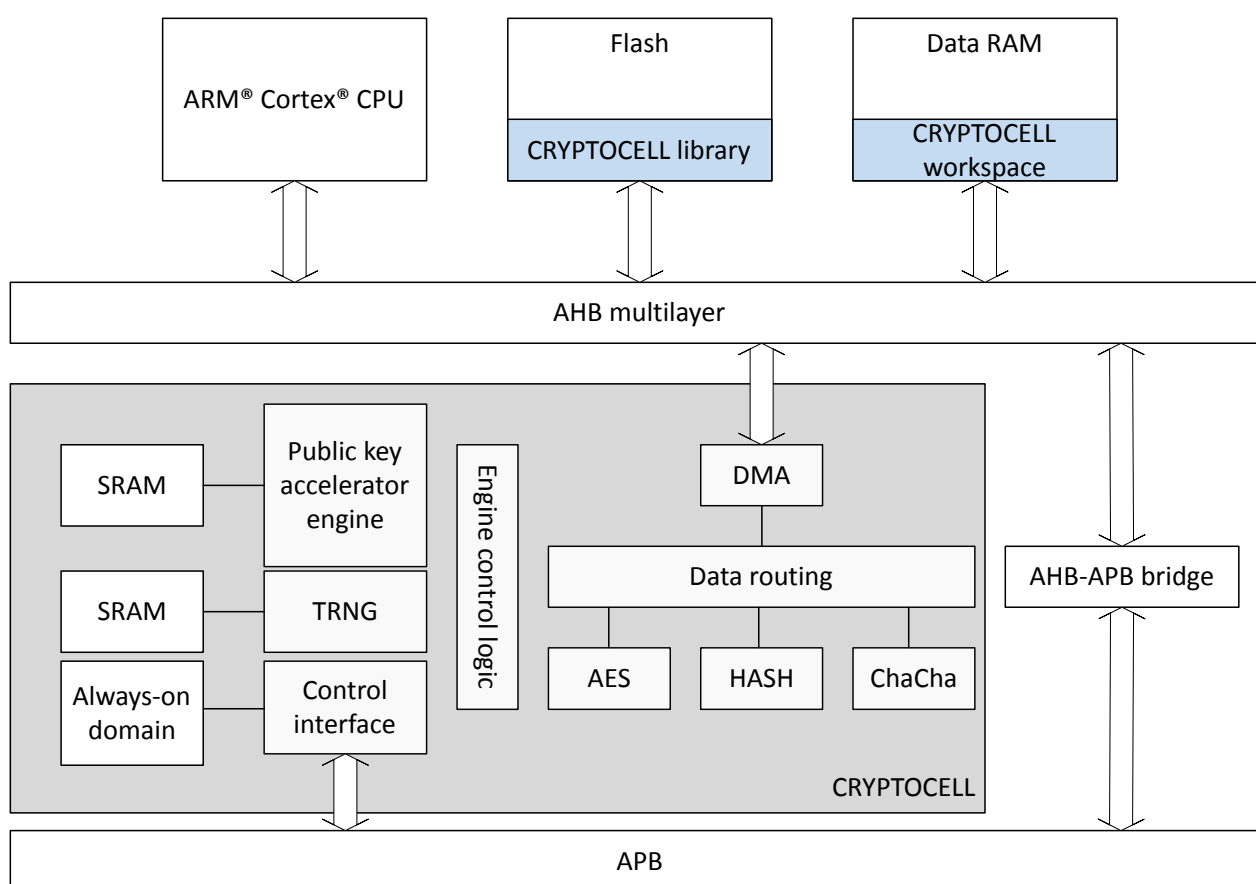 ARM® Cortex® CPU
Flash
CRYPTOCELL library
Data RAM
CRYPTOCELL
workspace
AHB multilayer
SRAM
Public key
accelerator
engine
Engine control logic
DMA
Data routing
AHB-APB bridge
SRAM
TRNG
AES
HASH
ChaCha
Always-on
domain
Control
interface
CRYPTOCELL
APB